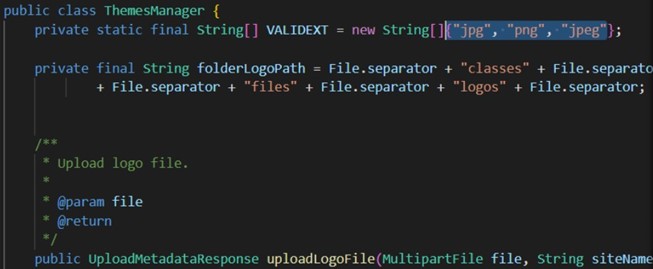 public class ThemesManager {
private static final String[] VALIDEXT = new String[]{"jpg", "png", "jpeg"};
private final String folderLogoPath = File.separator + "classes" + File.separato
+ File.separator + "files" + File.separator + "logos" + File.separator;
/**
* Upload logo file.
*
* @param file
* @return
*/
public UploadMetadataResponse uploadLogoFile(MultipartFile file, String siteName